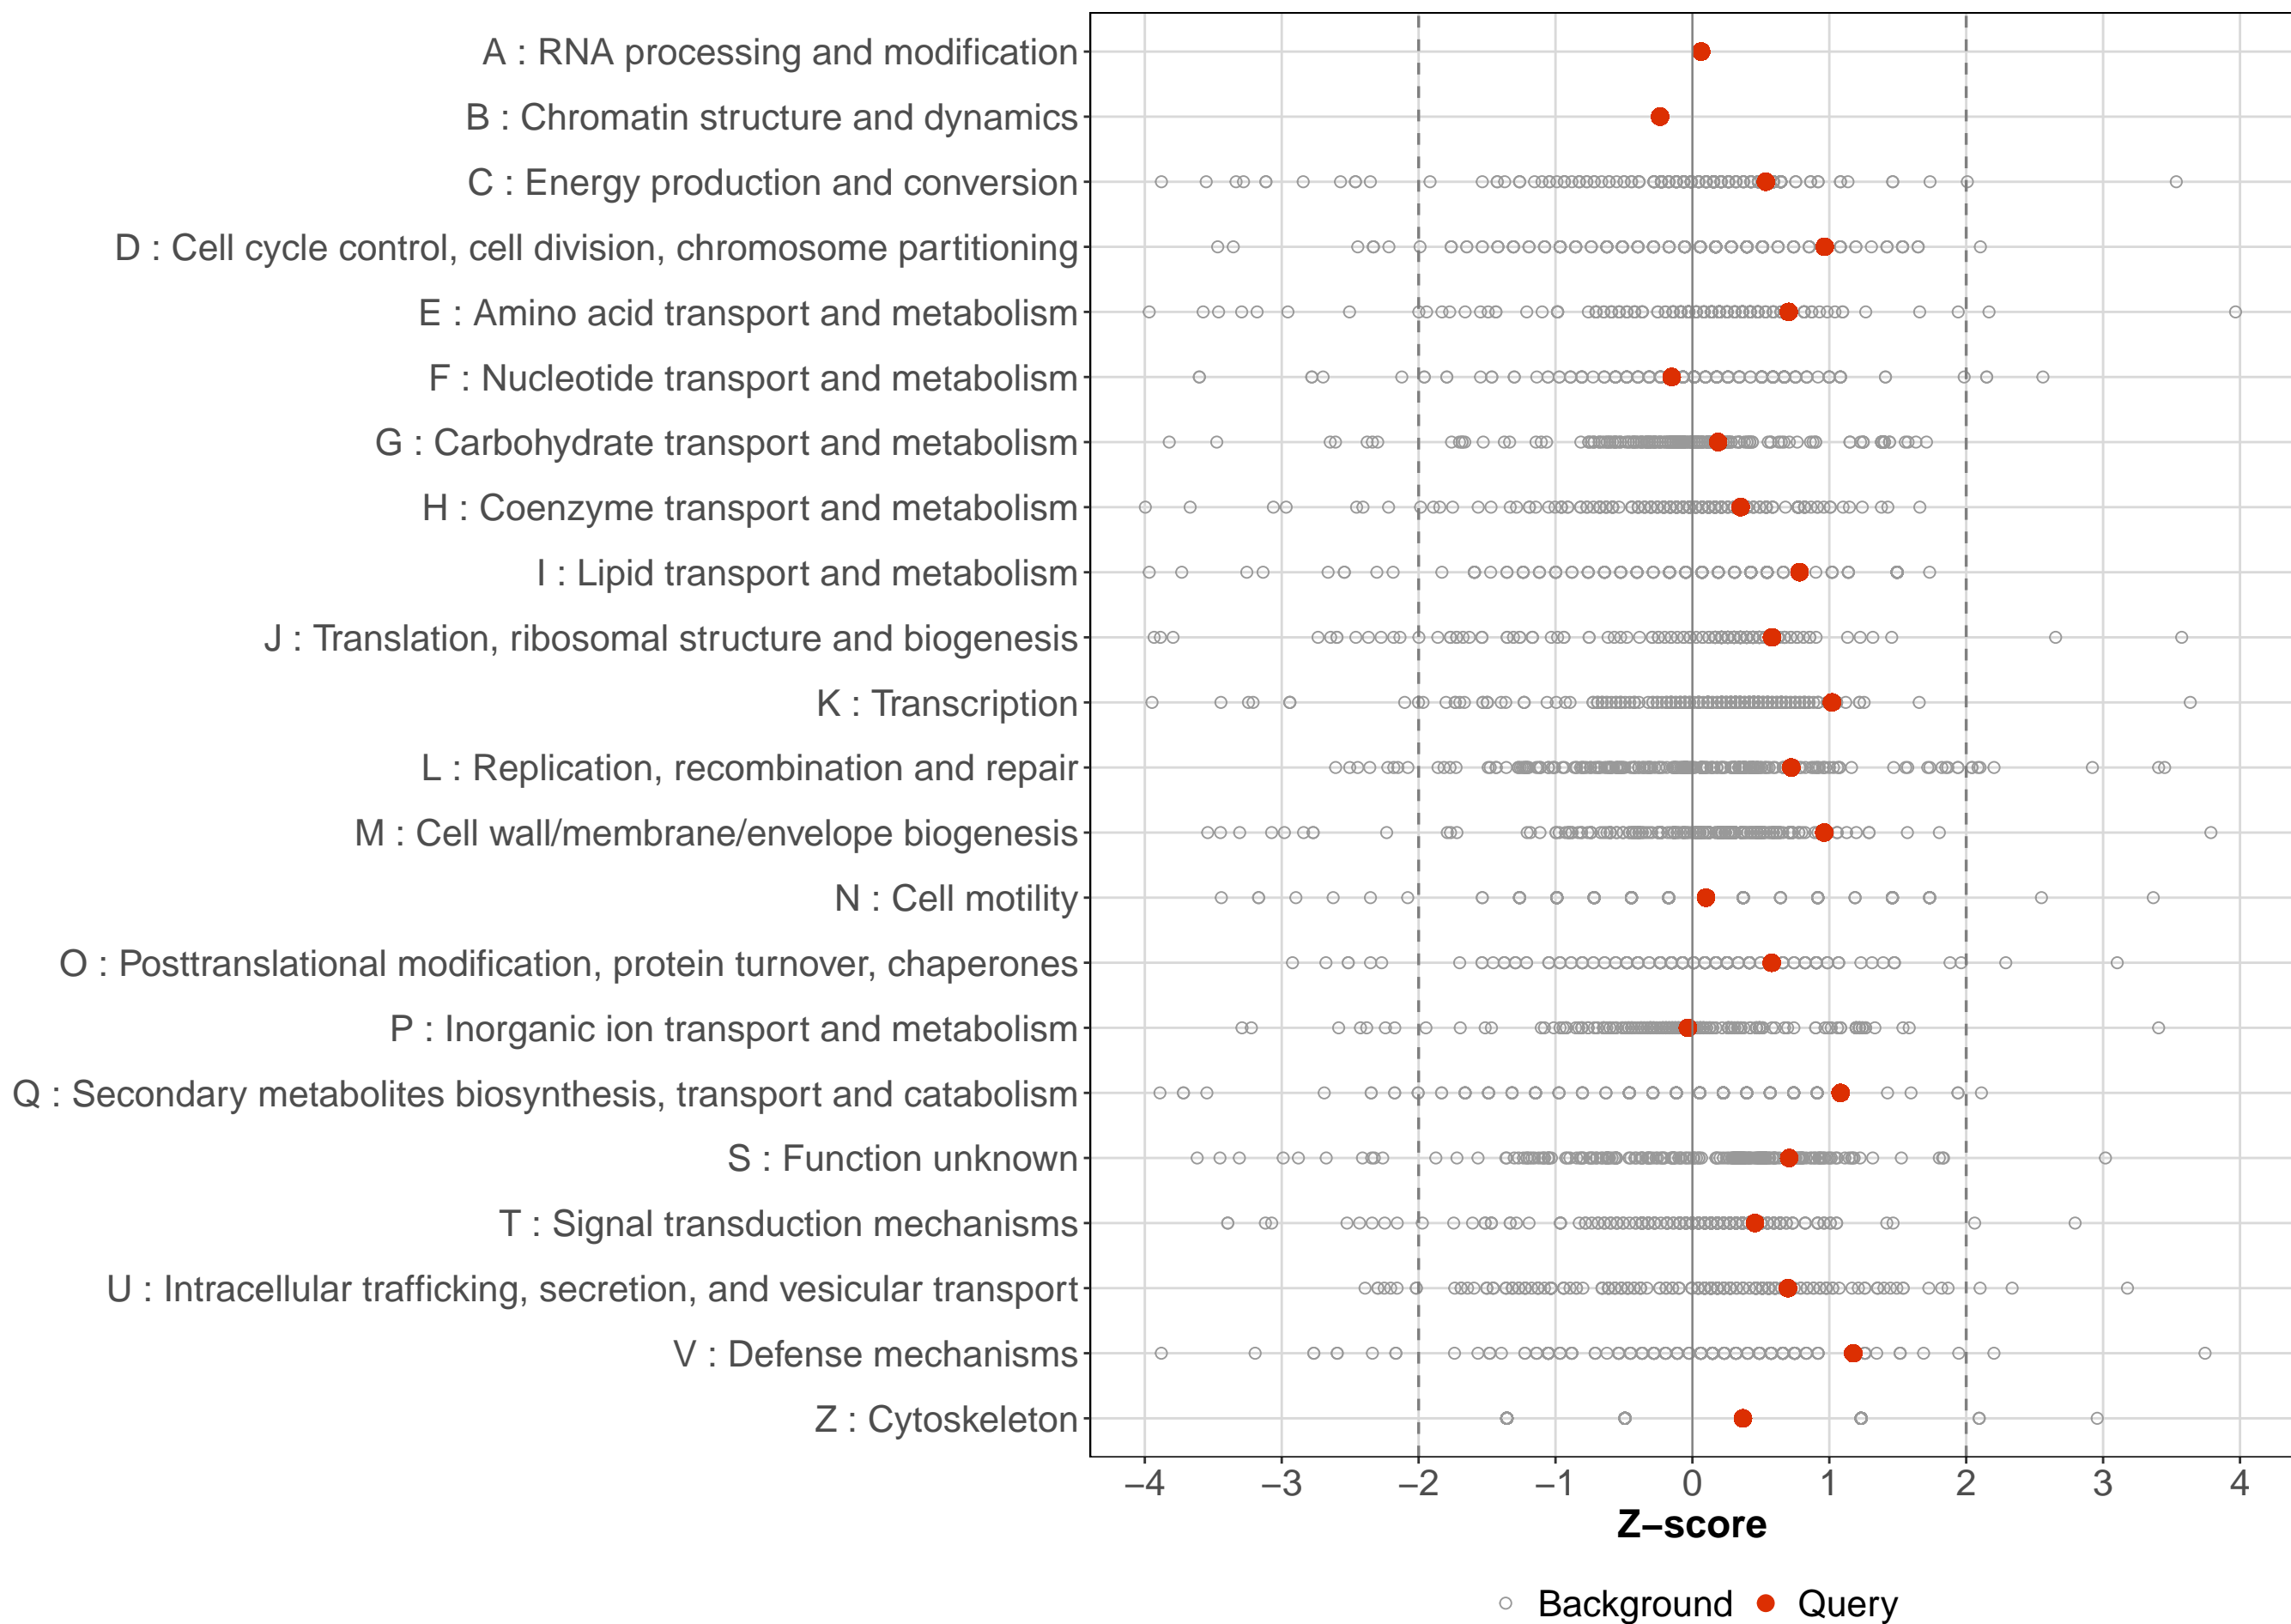 A : RNA processing and modification
B : Chromatin structure and dynamics
C : Energy production and conversion
D : Cell cycle control, cell division, chromosome partitioning
E : Amino acid transport and metabolism
F : Nucleotide transport and metabolism
G : Carbohydrate transport and metabolism
H : Coenzyme transport and metabolism
I : Lipid transport and metabolism
J : Translation, ribosomal structure and biogenesis
K : Transcription
L : Replication, recombination and repair
M : Cell wall/membrane/envelope biogenesis
N : Cell motility
O : Posttranslational modification, protein turnover, chaperones
P : Inorganic ion transport and metabolism
Q : Secondary metabolites biosynthesis, transport and catabolism
S : Function unknown
T : Signal transduction mechanisms
U : Intracellular trafficking, secretion, and vesicular transport
V : Defense mechanisms
Z : Cytoskeleton
−4 −3 −2 −1 0 1 2 3 4
Z−score
Background Query